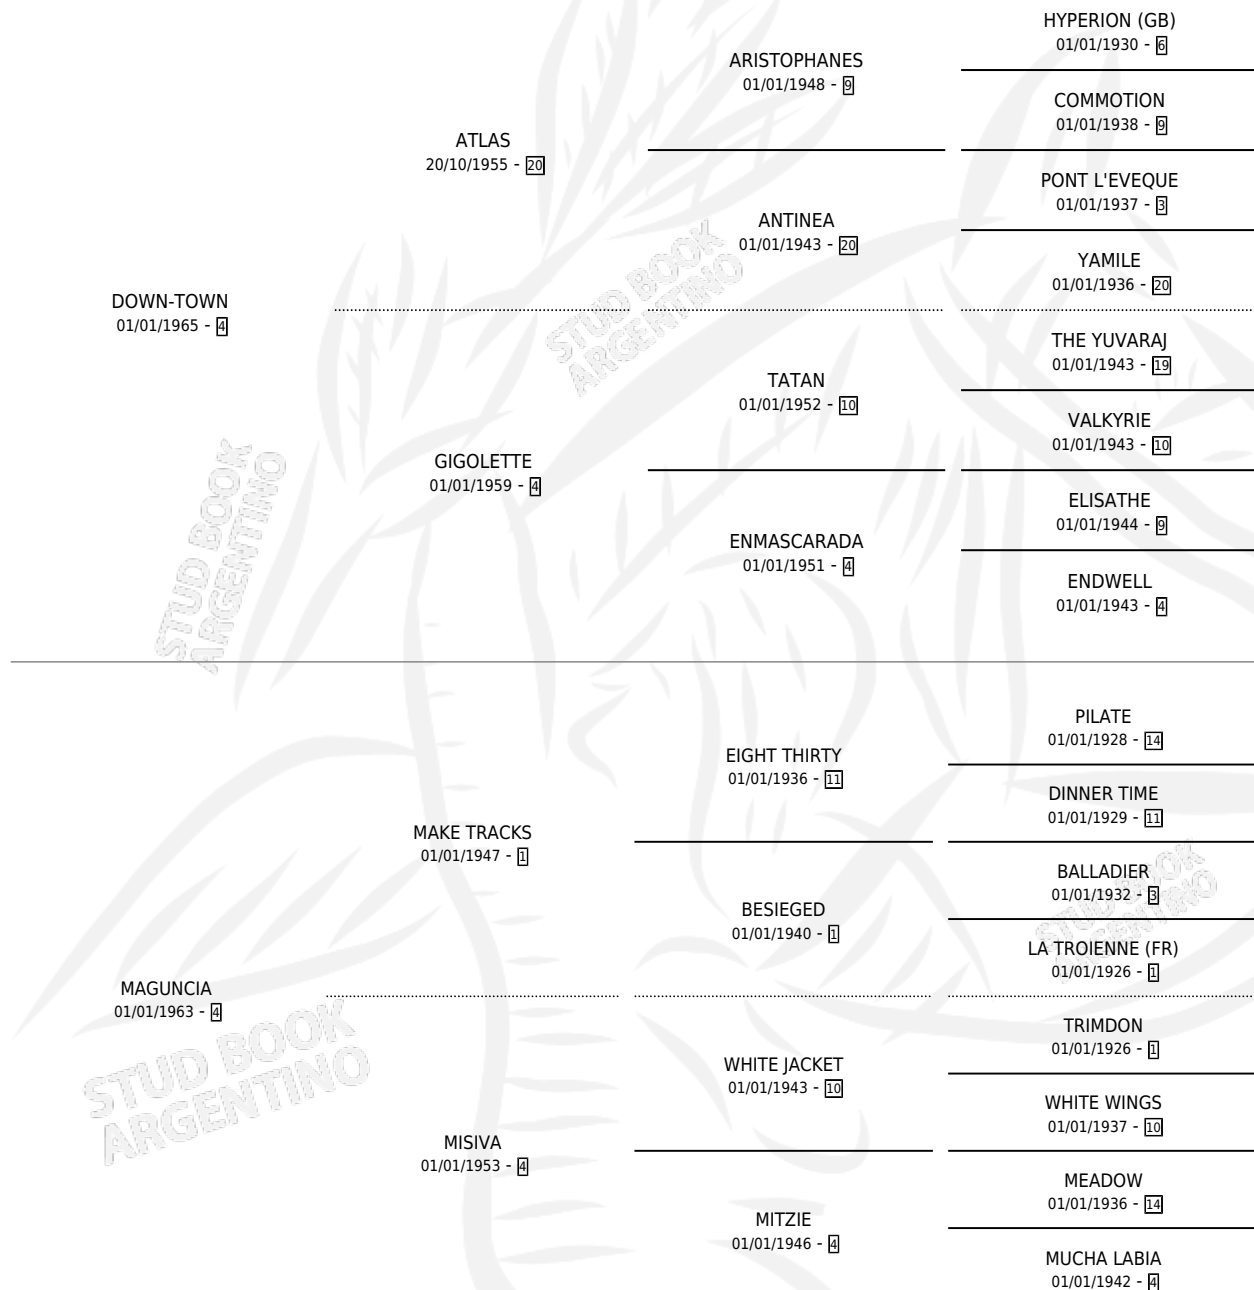 HYPERION (GB)
01/01/1930 - 6
ARISTOPHANES
01/01/1948 - 9
COMMOTION
01/01/1938 - 9
ATLAS
20/10/1955 - 20
PONT L'EVEQUE
01/01/1937 - 3
ANTINEA
01/01/1943 - 20
YAMILE
01/01/1936 - 20
DOWN-TOWN
01/01/1965 - 4
THE YUVARAJ
01/01/1943 - 19
TATAN
01/01/1952 - 10
VALKYRIE
01/01/1943 - 10
GIGOLETTE
01/01/1959 - 4
ELISATHE
01/01/1944 - 9
ENMASCARADA
01/01/1951 - 4
ENDWELL
01/01/1943 - 4
PILATE
01/01/1928 - 14
EIGHT THIRTY
01/01/1936 - 11
DINNER TIME
01/01/1929 - 11
MAKE TRACKS
01/01/1947 - 1
BALLADIER
01/01/1932 - 3
BESIEGED
01/01/1940 - 1
LA TROIENNE (FR)
01/01/1926 - 1
MAGUNCIA
01/01/1963 - 4
TRIMDON
01/01/1926 - 1
WHITE JACKET
01/01/1943 - 10
WHITE WINGS
01/01/1937 - 10
MISIVA
01/01/1953 - 4
MEADOW
01/01/1936 - 14
MITZIE
01/01/1946 - 4
MUCHA LABIA
01/01/1942 - 4
STUD BOOK
ARGENTINO
STUD BOOK
ARGENTINO
STUD BOOK
ARGENTINO
STUD BOOK
ARGENTINO